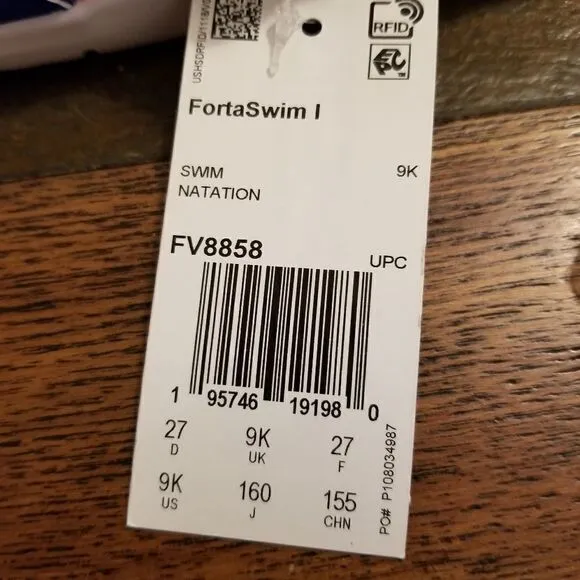 RFID
EPC™
FortaSwim I
SWIM 9K
NATATION
FV8858 UPC
1 95746 19198 0
27 9K 27
D UK F
9K 160 155
US J CHN
PO# P108034987